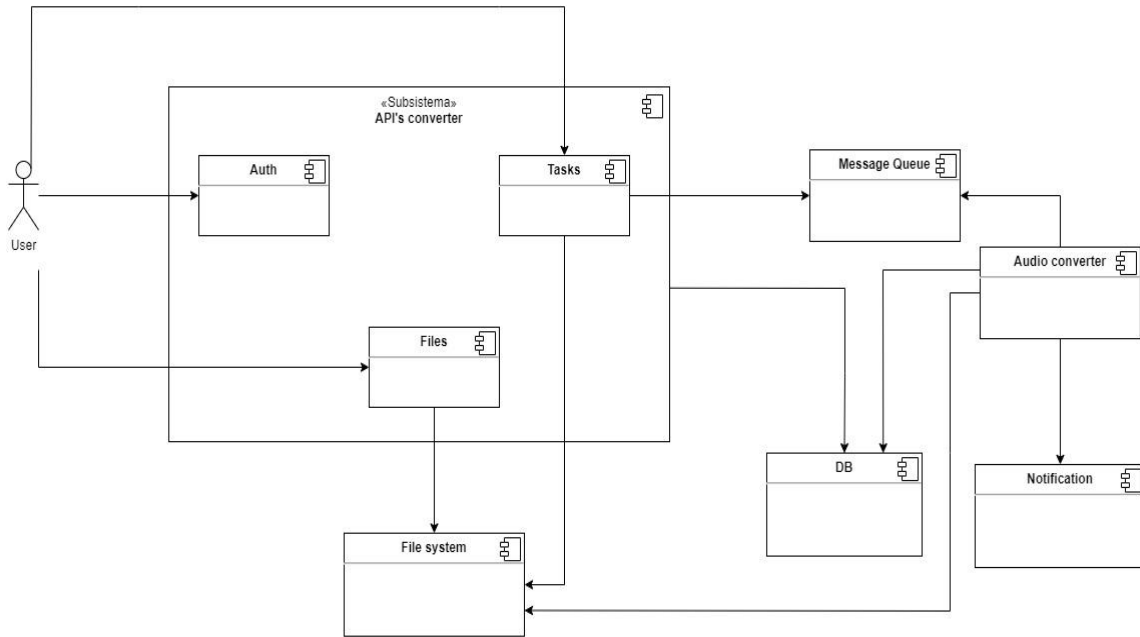 «Subsistema»
API's converter
Auth
Tasks
Message Queue
User
Audio converter
Files
DB
Notification
File system